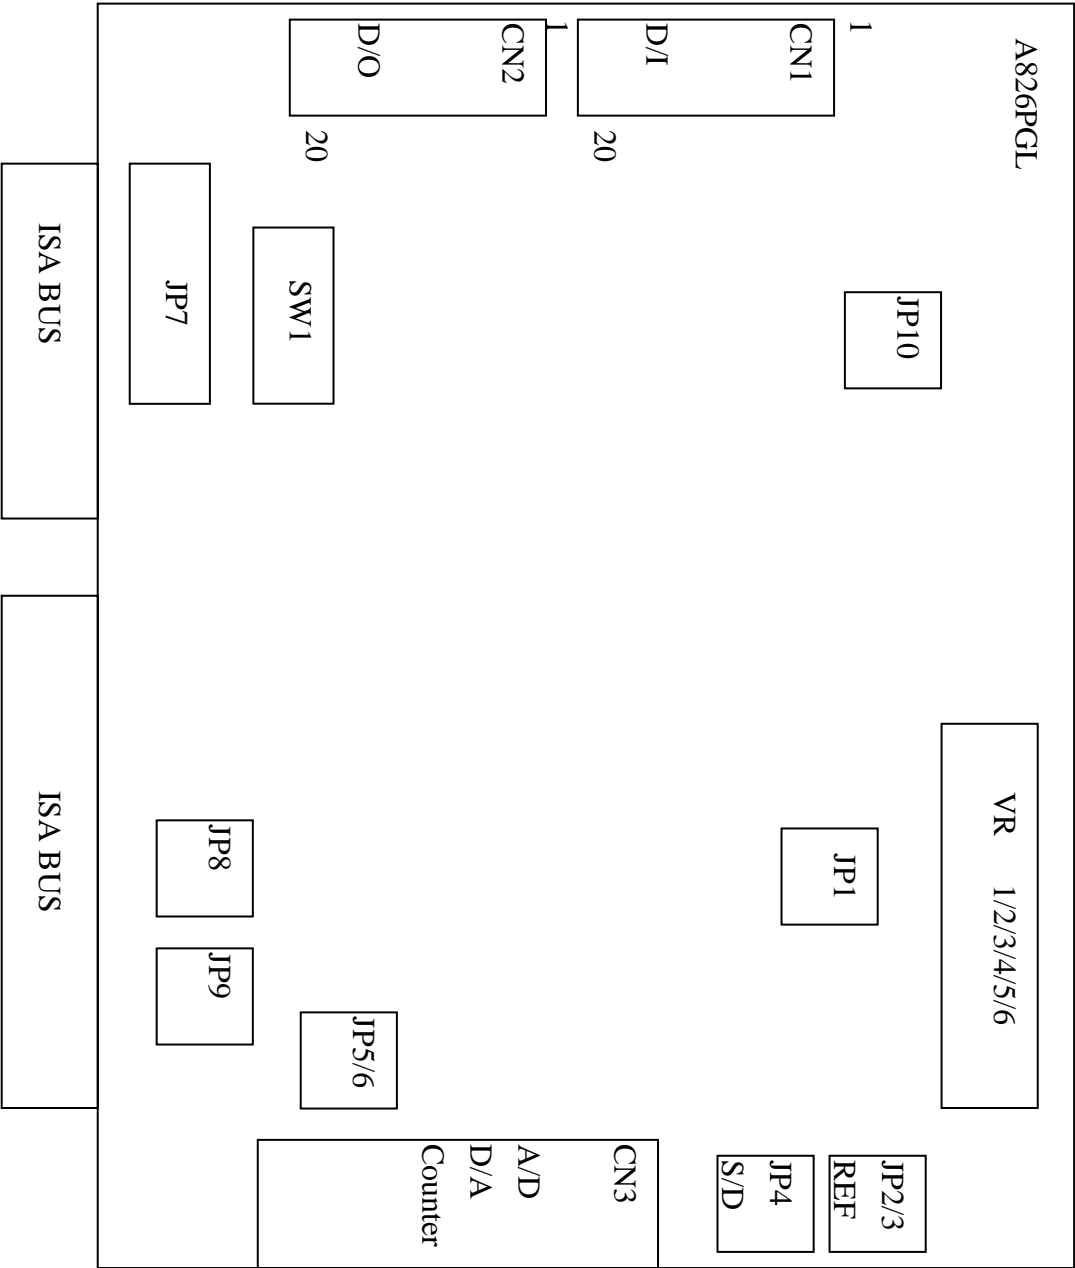 A826PGL
VR 1/2/3/4/5/6
JP10
JP2/3
REF
1
JP1
CN1
D/I
20
JP4
S/D
CN3
A/D
D/A
Counter
1
CN2
D/O
20
JP5/6
SW1
JP8
JP9
JP7
ISA BUS
ISA BUS